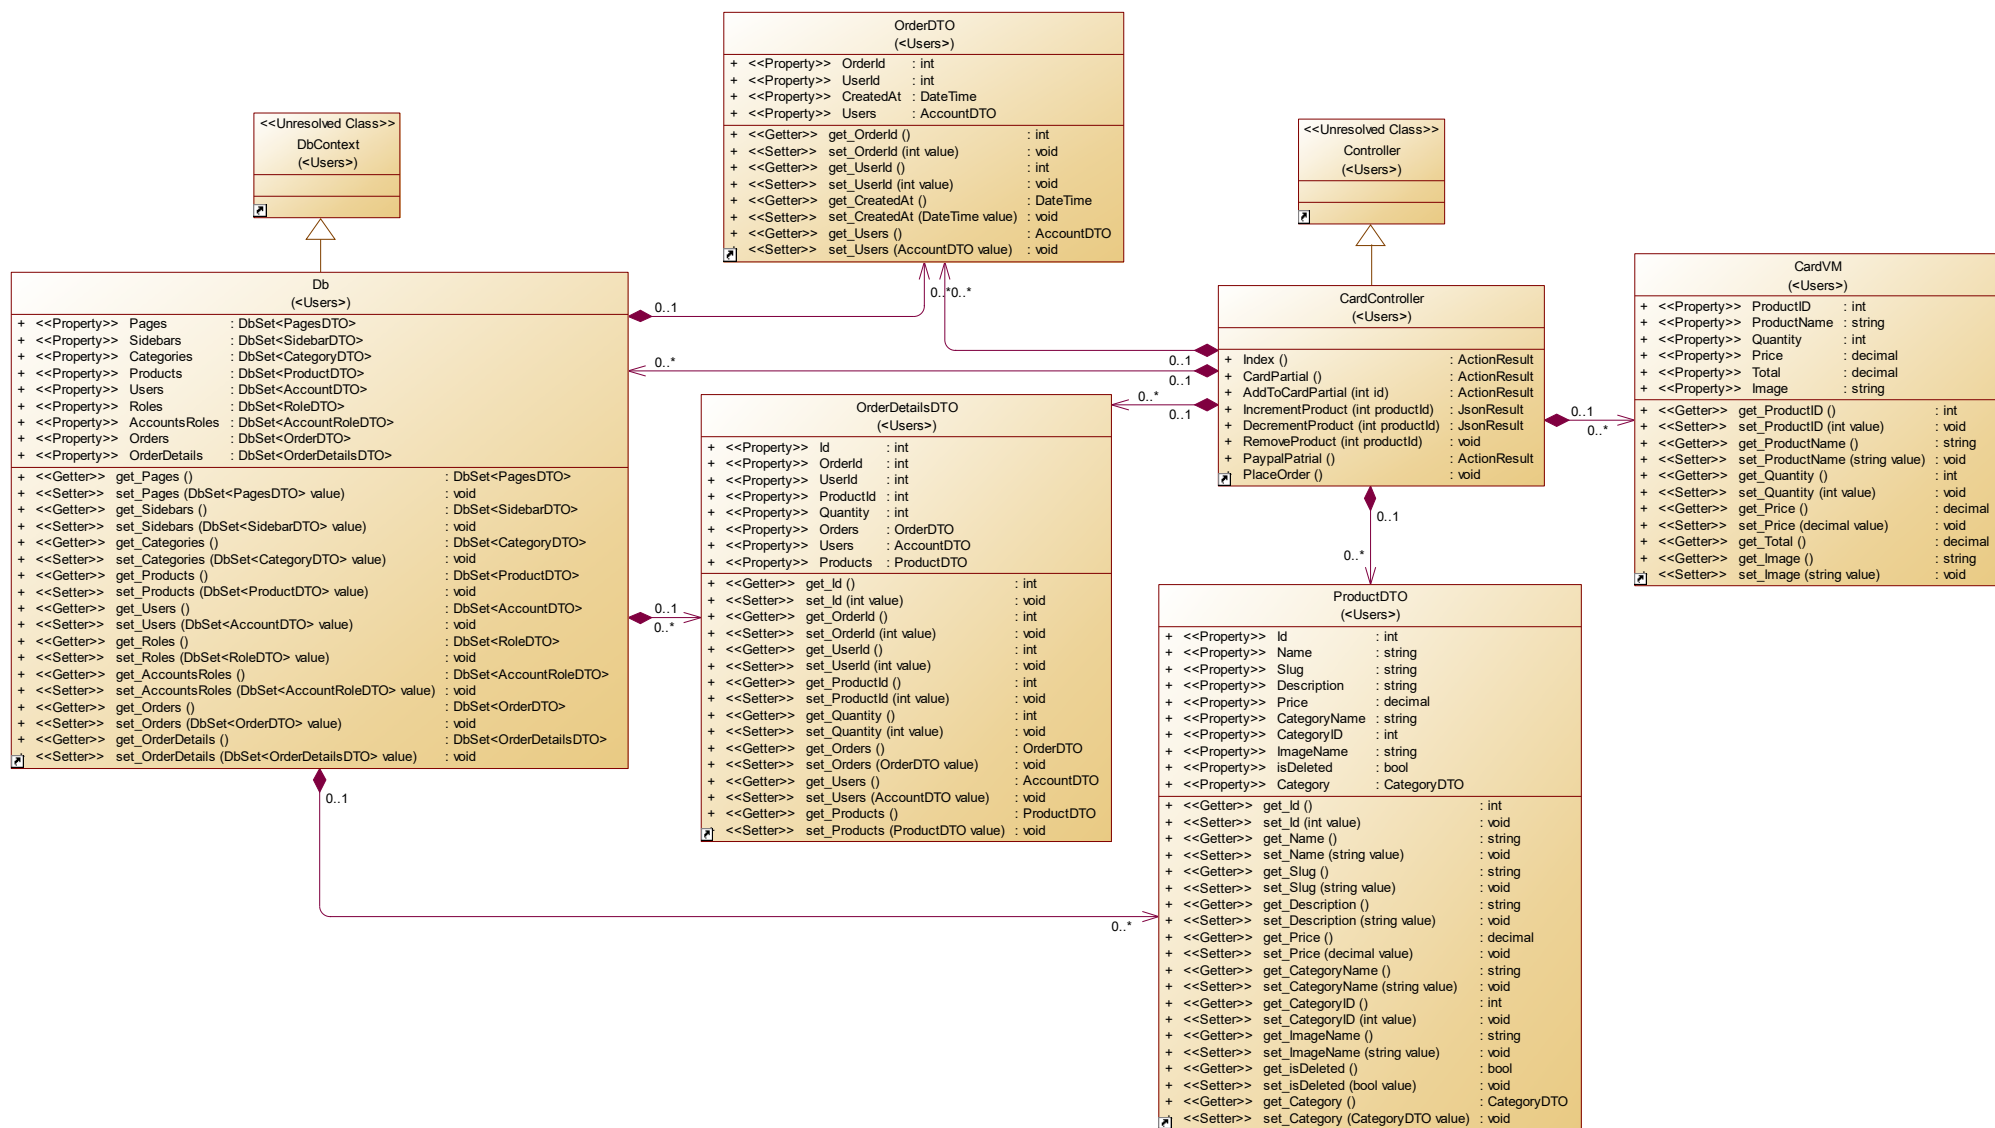 OrderDTO
(<Users>)
+ <<Property>> OrderId : int
+ <<Property>> UserId : int
+ <<Property>> CreatedAt : DateTime
+ <<Property>> Users : AccountDTO
+ <<Getter>> get_OrderId () : int
+ <<Setter>> set_OrderId (int value) : void
+ <<Getter>> get_UserId () : int
+ <<Setter>> set_UserId (int value) : void
+ <<Getter>> get_CreatedAt () : DateTime
+ <<Setter>> set_CreatedAt (DateTime value) : void
+ <<Getter>> get_Users () : AccountDTO
+ <<Setter>> set_Users (AccountDTO value) : void
<<Unresolved Class>>
DbContext
(<Users>)
<<Unresolved Class>>
Controller
(<Users>)
Db
(<Users>)
+ <<Property>> Pages : DbSet<PagesDTO>
+ <<Property>> Sidebars : DbSet<SidebarDTO>
+ <<Property>> Categories : DbSet<CategoryDTO>
+ <<Property>> Products : DbSet<ProductDTO>
+ <<Property>> Users : DbSet<AccountDTO>
+ <<Property>> Roles : DbSet<RoleDTO>
+ <<Property>> AccountsRoles : DbSet<AccountRoleDTO>
+ <<Property>> Orders : DbSet<OrderDTO>
+ <<Property>> OrderDetails : DbSet<OrderDetailsDTO>
+ <<Getter>> get_Pages () : DbSet<PagesDTO>
+ <<Setter>> set_Pages (DbSet<PagesDTO> value) : void
+ <<Getter>> get_Sidebars () : DbSet<SidebarDTO>
+ <<Setter>> set_Sidebars (DbSet<SidebarDTO> value) : void
+ <<Getter>> get_Categories () : DbSet<CategoryDTO>
+ <<Setter>> set_Categories (DbSet<CategoryDTO> value) : void
+ <<Getter>> get_Products () : DbSet<ProductDTO>
+ <<Setter>> set_Products (DbSet<ProductDTO> value) : void
+ <<Getter>> get_Users () : DbSet<AccountDTO>
+ <<Setter>> set_Users (DbSet<AccountDTO> value) : void
+ <<Getter>> get_Roles () : DbSet<RoleDTO>
+ <<Setter>> set_Roles (DbSet<RoleDTO> value) : void
+ <<Getter>> get_AccountsRoles () : DbSet<AccountRoleDTO>
+ <<Setter>> set_AccountsRoles (DbSet<AccountRoleDTO> value) : void
+ <<Getter>> get_Orders () : DbSet<OrderDTO>
+ <<Setter>> set_Orders (DbSet<OrderDTO> value) : void
+ <<Getter>> get_OrderDetails () : DbSet<OrderDetailsDTO>
+ <<Setter>> set_OrderDetails (DbSet<OrderDetailsDTO> value) : void
0..1
0..*
0..*
0..1
0..*
0..1
0..*
0..1
CardController
(<Users>)
+ Index () : ActionResult
+ CardPartial () : ActionResult
+ AddToCardPartial (int id) : ActionResult
+ IncrementProduct (int productId) : JsonResult
+ DecrementProduct (int productId) : JsonResult
+ RemoveProduct (int productId) : void
+ PaypalPatrial () : ActionResult
+ PlaceOrder () : void
0..1
0..*
CardVM
(<Users>)
+ <<Property>> ProductID : int
+ <<Property>> ProductName : string
+ <<Property>> Quantity : int
+ <<Property>> Price : decimal
+ <<Property>> Total : decimal
+ <<Property>> Image : string
+ <<Getter>> get_ProductID () : int
+ <<Setter>> set_ProductID (int value) : void
+ <<Getter>> get_ProductName () : string
+ <<Setter>> set_ProductName (string value) : void
+ <<Getter>> get_Quantity () : int
+ <<Setter>> set_Quantity (int value) : void
+ <<Getter>> get_Price () : decimal
+ <<Setter>> set_Price (decimal value) : void
+ <<Getter>> get_Total () : decimal
+ <<Getter>> get_Image () : string
+ <<Setter>> set_Image (string value) : void
OrderDetailsDTO
(<Users>)
+ <<Property>> Id : int
+ <<Property>> OrderId : int
+ <<Property>> UserId : int
+ <<Property>> ProductId : int
+ <<Property>> Quantity : int
+ <<Property>> Orders : OrderDTO
+ <<Property>> Users : AccountDTO
+ <<Property>> Products : ProductDTO
+ <<Getter>> get_Id () : int
+ <<Setter>> set_Id (int value) : void
+ <<Getter>> get_OrderId () : int
+ <<Setter>> set_OrderId (int value) : void
+ <<Getter>> get_UserId () : int
+ <<Setter>> set_UserId (int value) : void
+ <<Getter>> get_ProductId () : int
+ <<Setter>> set_ProductId (int value) : void
+ <<Getter>> get_Quantity () : int
+ <<Setter>> set_Quantity (int value) : void
+ <<Getter>> get_Orders () : OrderDTO
+ <<Setter>> set_Orders (OrderDTO value) : void
+ <<Getter>> get_Users () : AccountDTO
+ <<Setter>> set_Users (AccountDTO value) : void
+ <<Getter>> get_Products () : ProductDTO
+ <<Setter>> set_Products (ProductDTO value) : void
0..1
0..*
0..1
0..*
ProductDTO
(<Users>)
+ <<Property>> Id : int
+ <<Property>> Name : string
+ <<Property>> Slug : string
+ <<Property>> Description : string
+ <<Property>> Price : decimal
+ <<Property>> CategoryName : string
+ <<Property>> CategoryID : int
+ <<Property>> ImageName : string
+ <<Property>> isDeleted : bool
+ <<Property>> Category : CategoryDTO
+ <<Getter>> get_Id () : int
+ <<Setter>> set_Id (int value) : void
+ <<Getter>> get_Name () : string
+ <<Setter>> set_Name (string value) : void
+ <<Getter>> get_Slug () : string
+ <<Setter>> set_Slug (string value) : void
+ <<Getter>> get_Description () : string
+ <<Setter>> set_Description (string value) : void
+ <<Getter>> get_Price () : decimal
+ <<Setter>> set_Price (decimal value) : void
+ <<Getter>> get_CategoryName () : string
+ <<Setter>> set_CategoryName (string value) : void
+ <<Getter>> get_CategoryID () : int
+ <<Setter>> set_CategoryID (int value) : void
+ <<Getter>> get_ImageName () : string
+ <<Setter>> set_ImageName (string value) : void
+ <<Getter>> get_isDeleted () : bool
+ <<Setter>> set_isDeleted (bool value) : void
+ <<Getter>> get_Category () : CategoryDTO
+ <<Setter>> set_Category (CategoryDTO value) : void
0..1
0..*